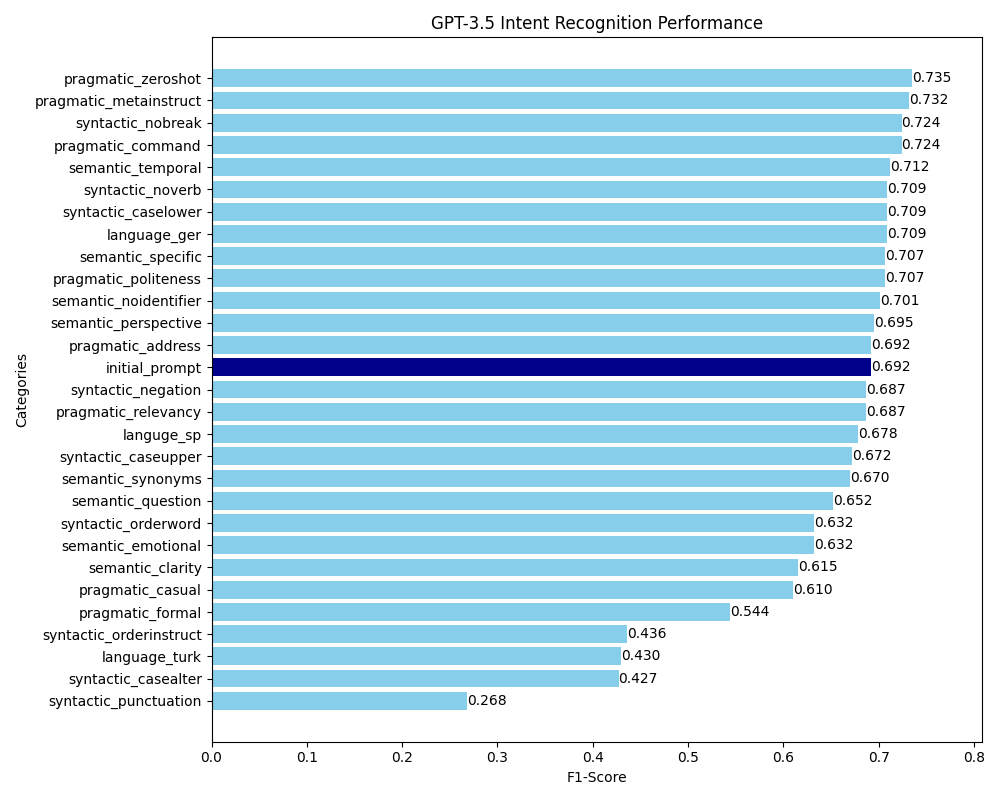 GPT-3.5 Intent Recognition Performance
pragmatic_zeroshot 0.735
pragmatic_metainstruct 0.732
syntactic_nobreak 0.724
pragmatic_command 0.724
semantic_temporal 0.712
syntactic_noverb 0.709
syntactic_caselower 0.709
language_ger 0.709
semantic_specific 0.707
pragmatic_politeness 0.707
semantic_noidentifier 0.701
semantic_perspective 0.695
pragmatic_address 0.692
initial_prompt 0.692
syntactic_negation 0.687
pragmatic_relevancy 0.687
languge_sp 0.678
syntactic_caseupper 0.672
semantic_synonyms 0.670
semantic_question 0.652
syntactic_orderword 0.632
semantic_emotional 0.632
semantic_clarity 0.615
pragmatic_casual 0.610
pragmatic_formal 0.544
syntactic_orderinstruct 0.436
language_turk 0.430
syntactic_casealter 0.427
syntactic_punctuation 0.268
Categories
0.0 0.1 0.2 0.3 0.4 0.5 0.6 0.7 0.8
F1-Score